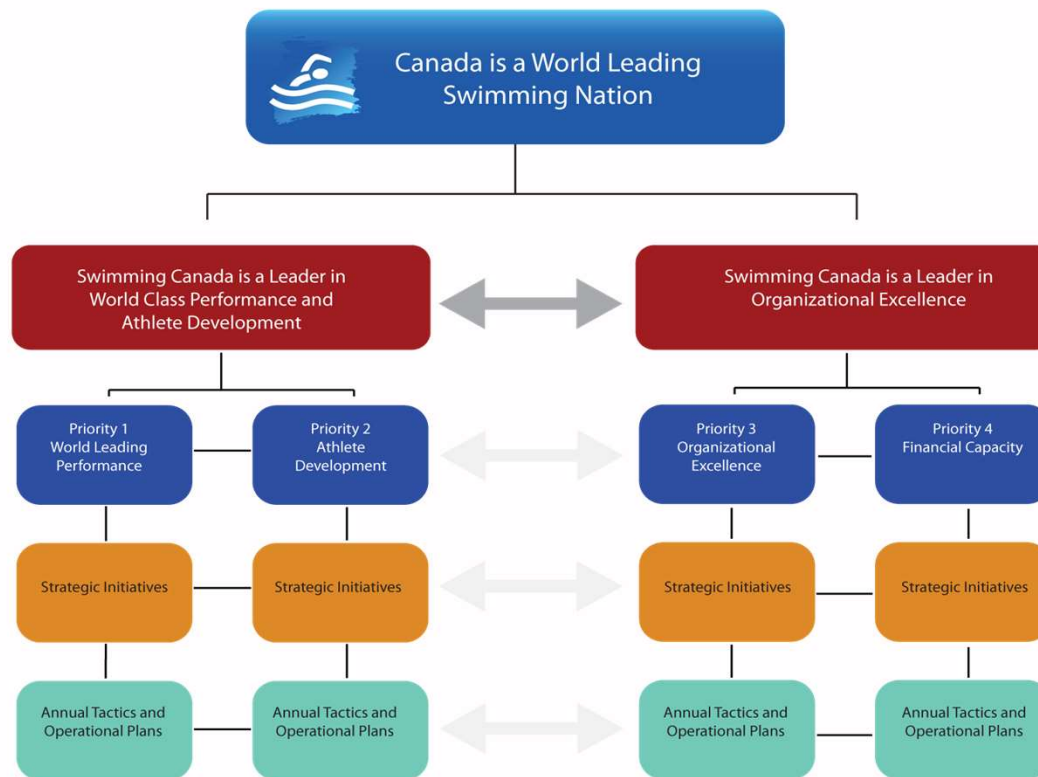 Canada is a World Leading
Swimming Nation
Swimming Canada is a Leader in
World Class Performance and
Athlete Development
Swimming Canada is a Leader in
Organizational Excellence
Priority 1
World Leading
Performance
Priority 2
Athlete
Development
Priority 3
Organizational
Excellence
Priority 4
Financial Capacity
Strategic Initiatives
Strategic Initiatives
Strategic Initiatives
Strategic Initiatives
Annual Tactics and
Operational Plans
Annual Tactics and
Operational Plans
Annual Tactics and
Operational Plans
Annual Tactics and
Operational Plans